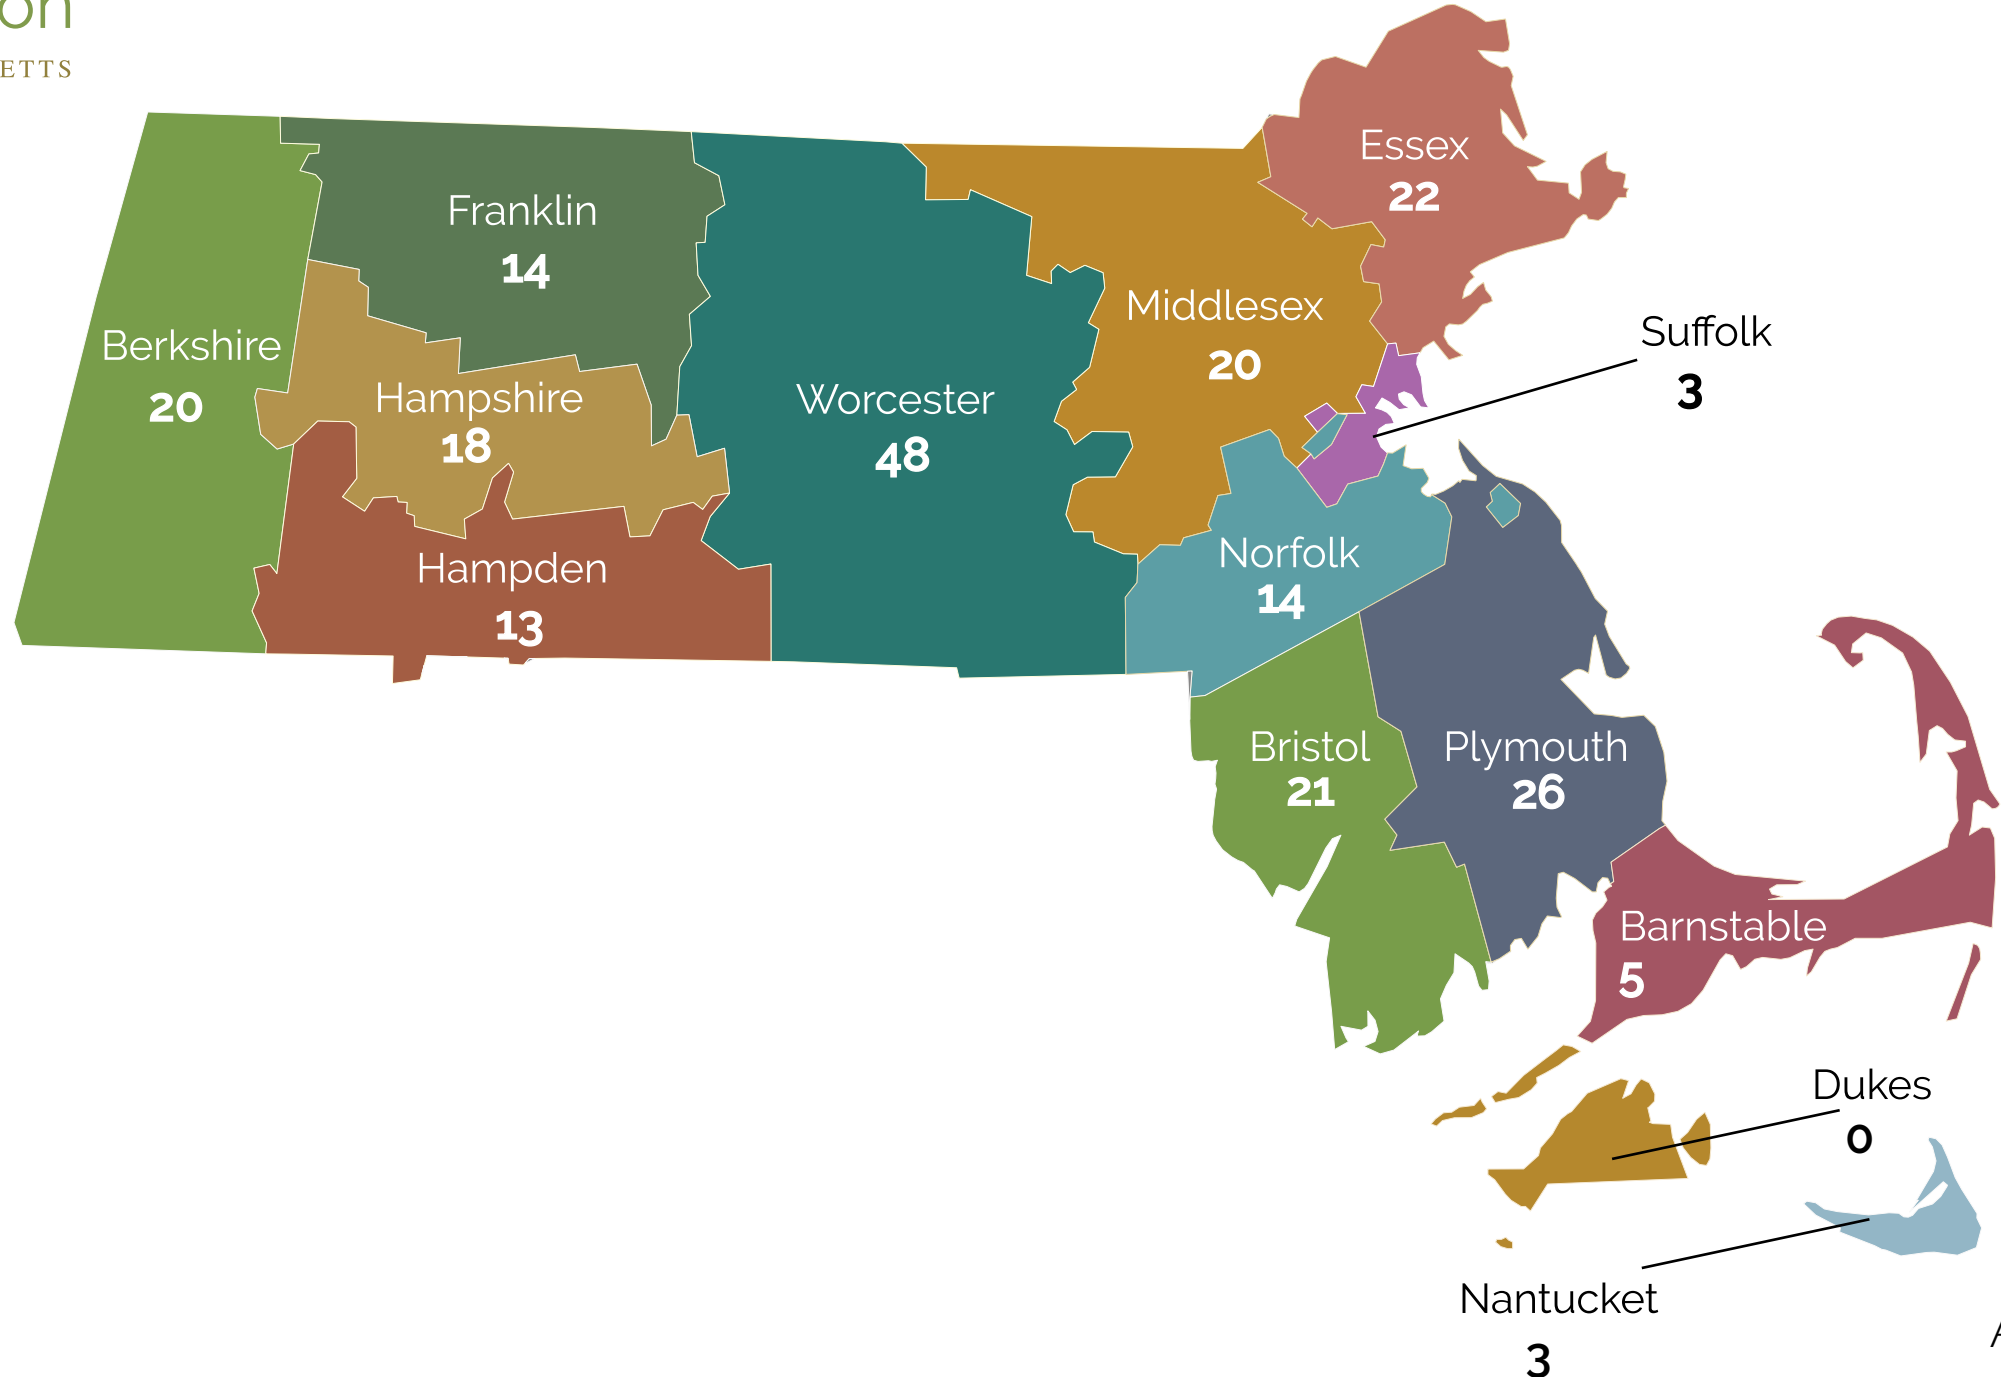 on
ETTS
Essex
22
Franklin
14
Middlesex
20
Suffolk
3
Berkshire
20
Hampshire
18
Worcester
48
Norfolk
14
Hampden
13
Bristol
21
Plymouth
26
Barnstable
5
Dukes
0
Nantucket
3